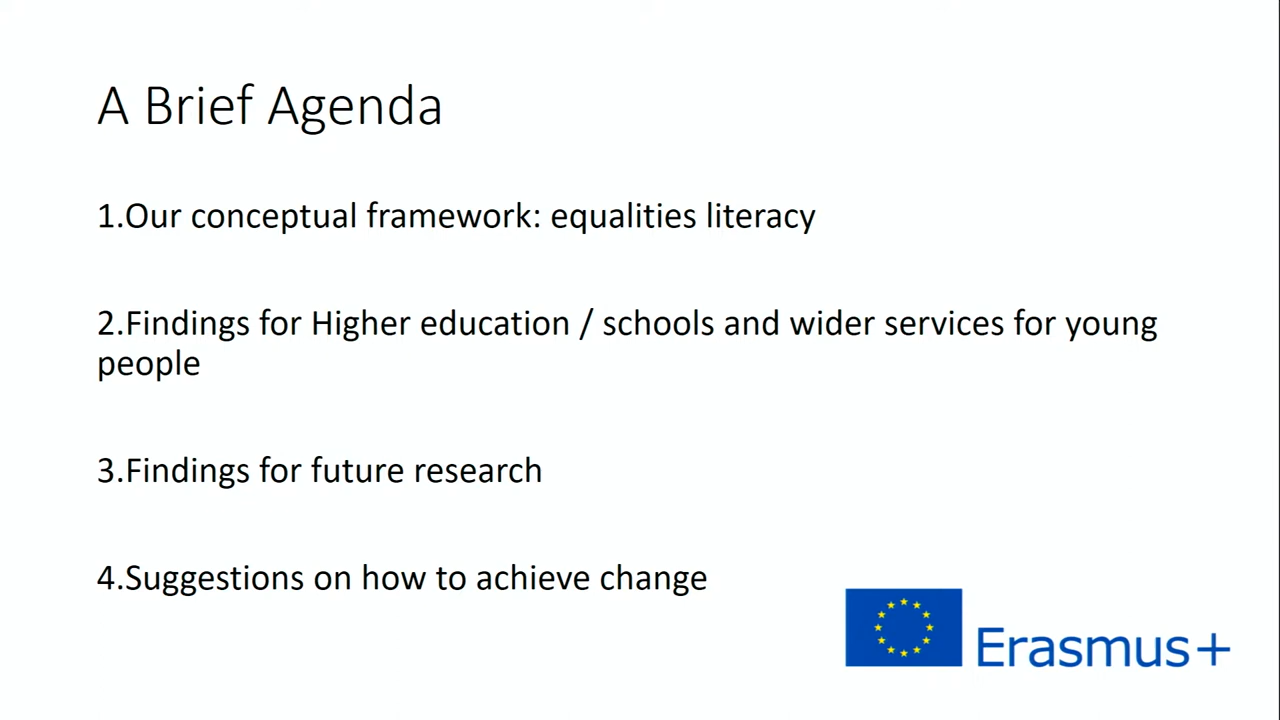 A Brief Agenda
1.Our conceptual framework: equalities literacy
2.Findings for Higher education / schools and wider services for young
people
3.Findings for future research
4.Suggestions on how to achieve change
Erasmus+